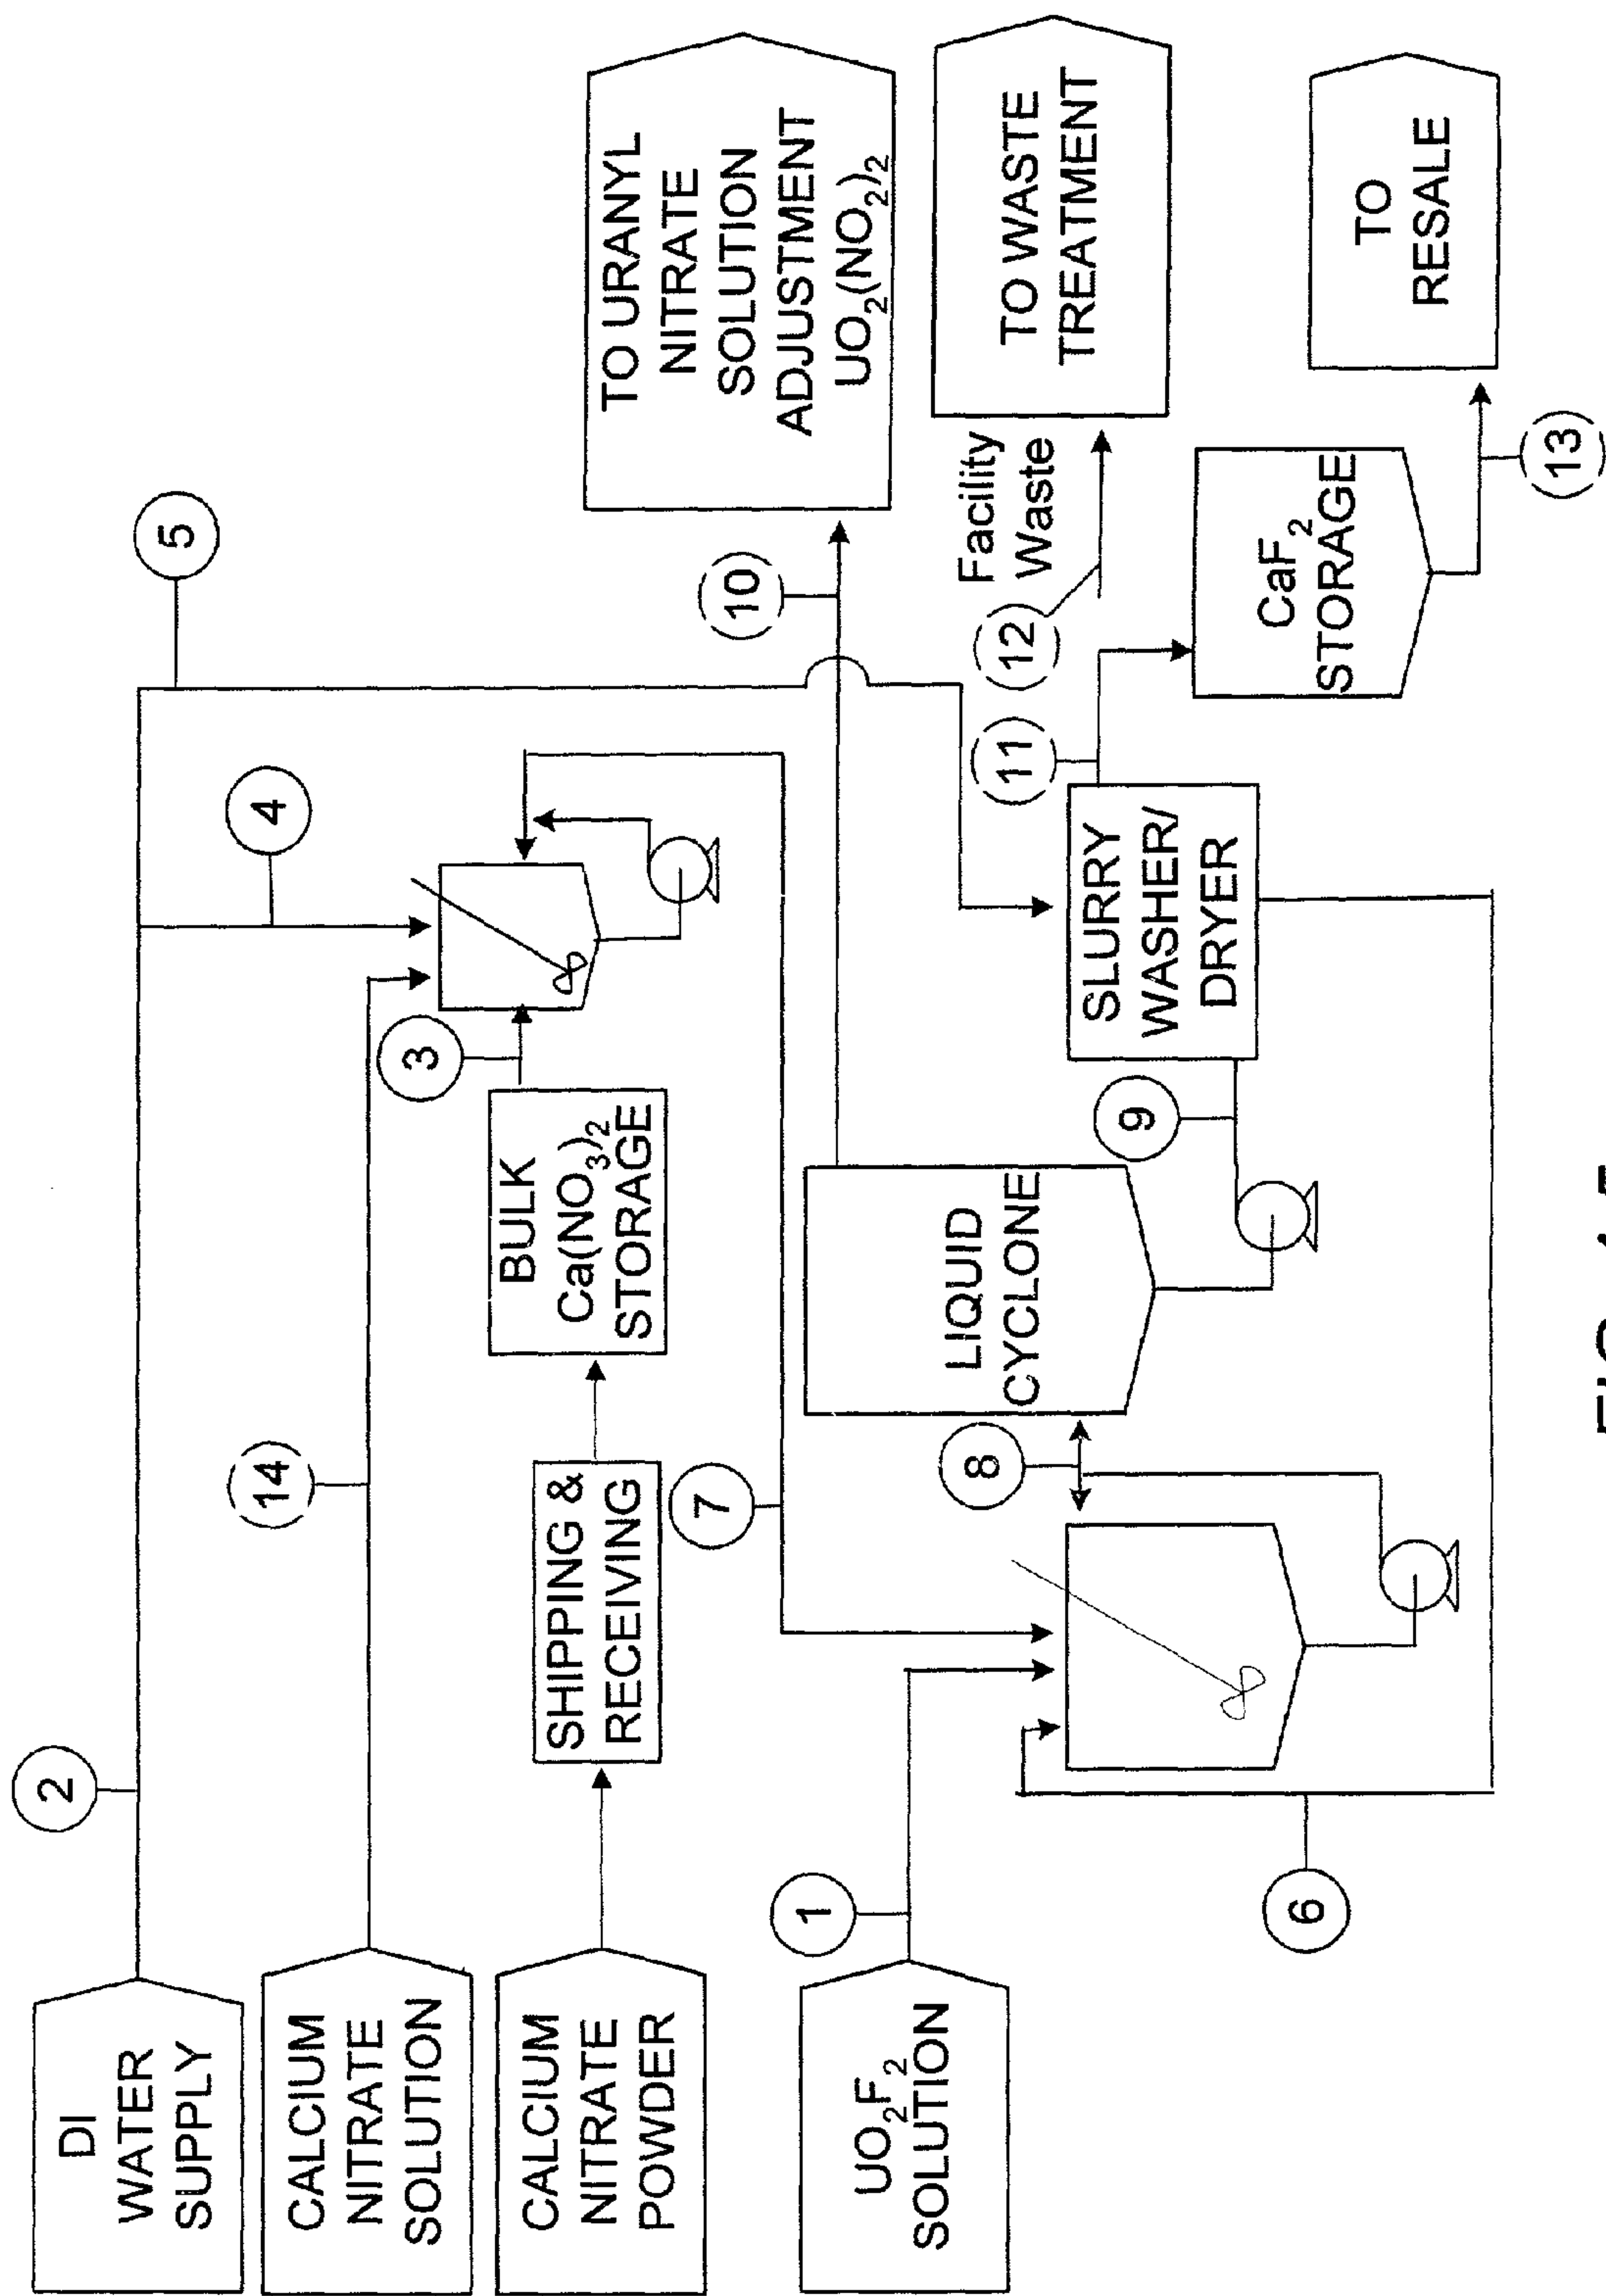 DI
WATER
SUPPLY
CALCIUM
NITRATE
SOLUTION
CALCIUM
NITRATE
POWDER
UO₂F₂
SOLUTION
2
14
SHIPPING &
RECEIVING
BULK
Ca(NO₃)₂
STORAGE
3
4
5
7
1
6
8
LIQUID
CYCLONE
9
SLURRY
WASHER/
DRYER
10
11
12
Facility
Waste
CaF₂
STORAGE
13
TO URANYL
NITRATE
SOLUTION
ADJUSTMENT
UO₂(NO₂)₂
TO WASTE
TREATMENT
TO
RESALE